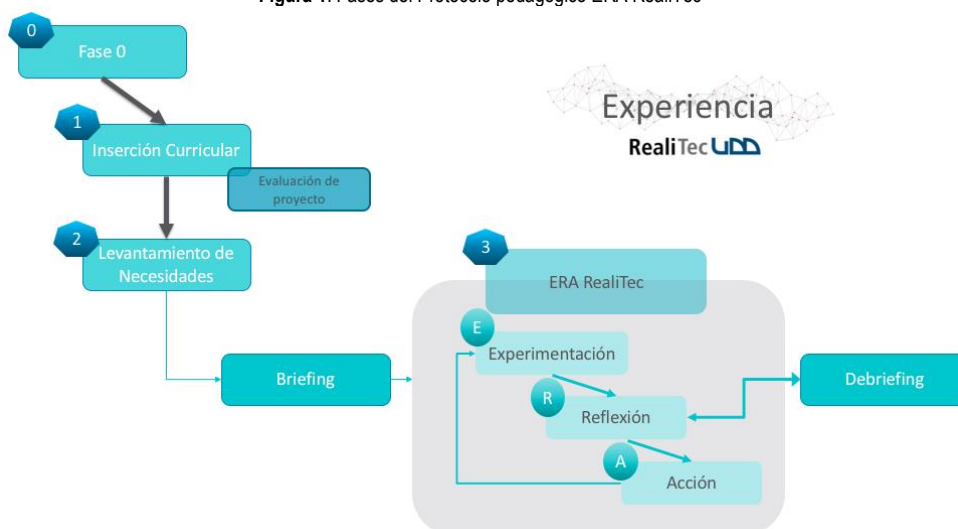 Figura 1. Fases del Protocolo pedagógico ERA RealiTec
0
Fase 0
1
Inserción Curricular
Evaluación de
proyecto
2
Levantamiento de
Necesidades
Experiencia
RealiTec UDD
3
ERA RealiTec
E
Experimentación
R
Reflexión
A
Acción
Briefing
Debriefing